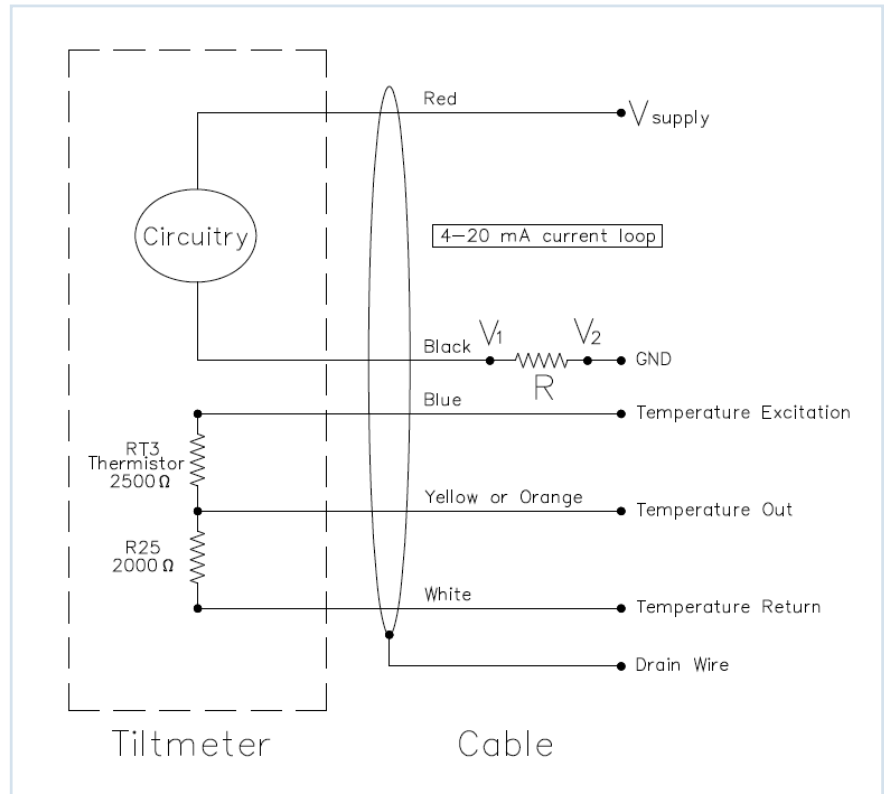 Red
V supply
Circuitry
4-20 mA current loop
Black
V1
V2
GND
R
Blue
Temperature Excitation
RT3
Thermistor
2500Ω
Yellow or Orange
Temperature Out
R25
2000Ω
White
Temperature Return
Drain Wire
Tiltmeter
Cable